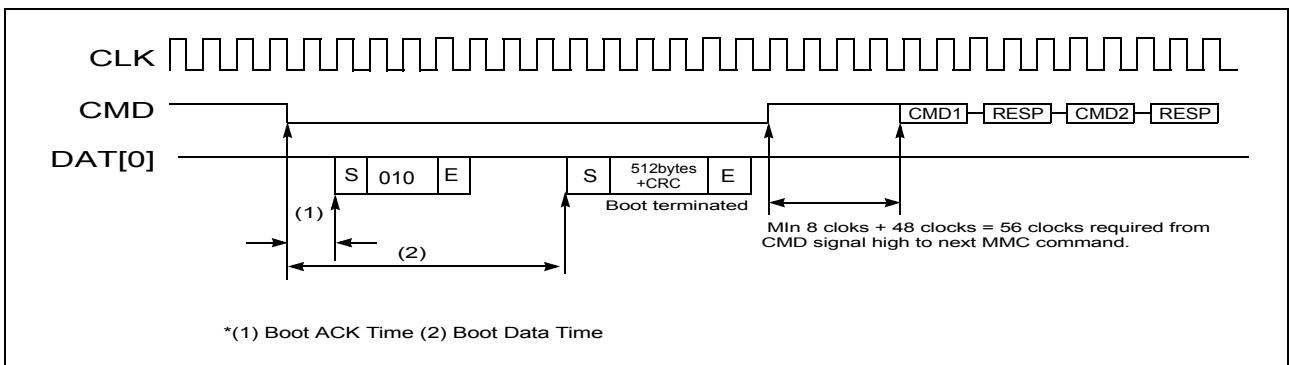 CLK
CMD
CMD1 RESP CMD2 RESP
DAT[0]
S 010 E S 512bytes +CRC E
Boot terminated
(1)
(2)
MIn 8 cloks + 48 clocks = 56 clocks required from
CMD signal high to next MMC command.
*(1) Boot ACK Time (2) Boot Data Time